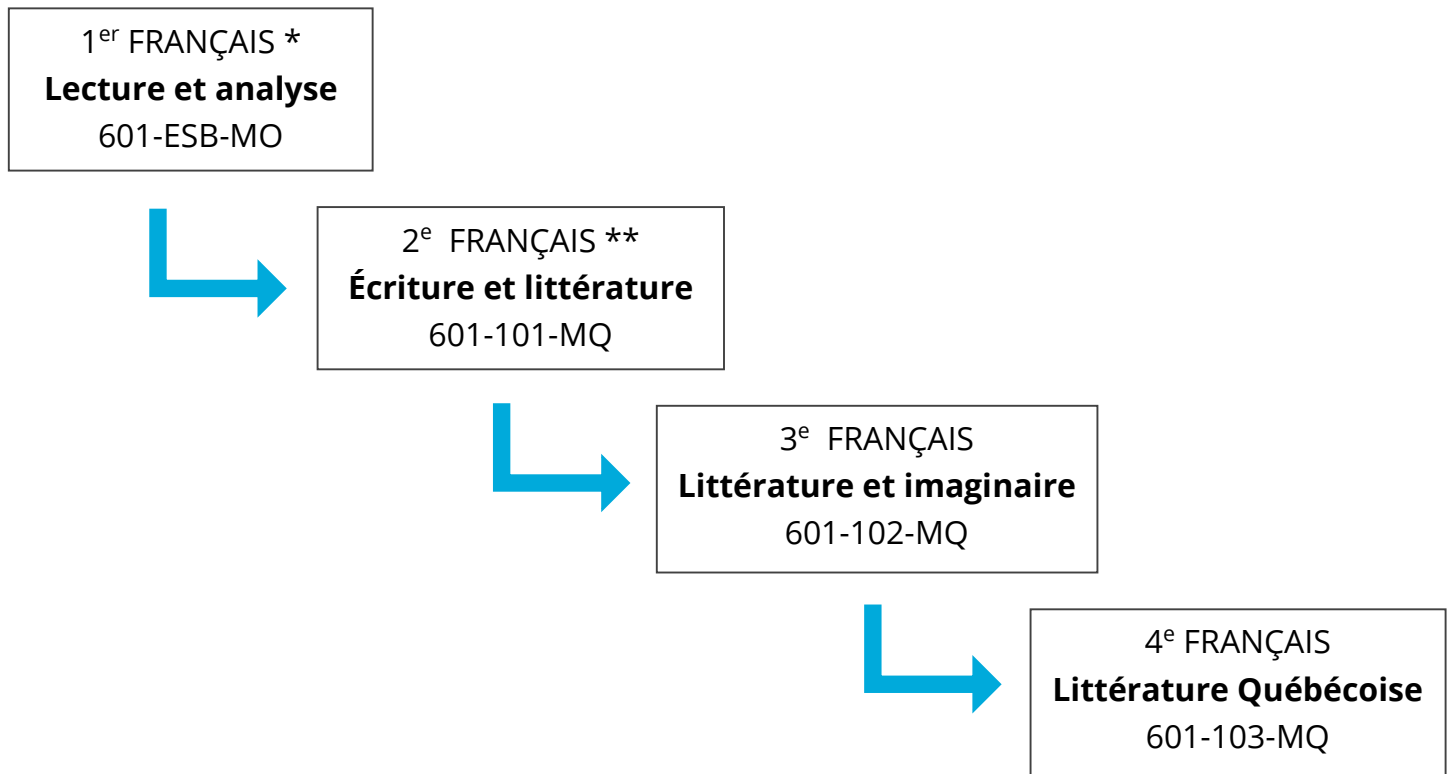 1er FRANÇAIS *
Lecture et analyse
601-ESB-MO
2e FRANÇAIS **
Écriture et littérature
601-101-MQ
3e FRANÇAIS
Littérature et imaginaire
601-102-MQ
4e FRANÇAIS
Littérature Québécoise
601-103-MQ